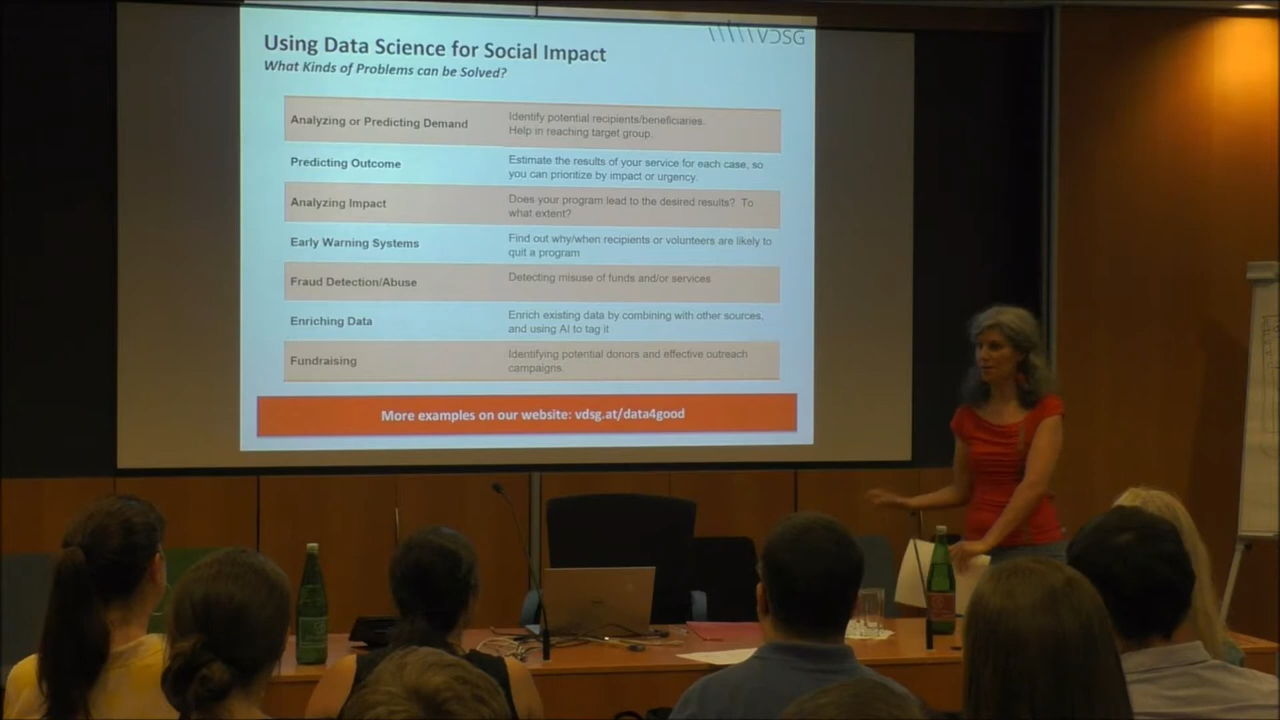 VDSG
Using Data Science for Social Impact
What Kinds of Problems can be Solved?
Analyzing or Predicting Demand
Identify potential recipients/beneficiaries.
Help in reaching target group.
Predicting Outcome
Estimate the results of your service for each case, so
you can prioritize by impact or urgency.
Analyzing Impact
Does your program lead to the desired results? To
what extent?
Early Warning Systems
Find out why/when recipients or volunteers are likely to
quit a program
Fraud Detection/Abuse
Detecting misuse of funds and/or services
Enriching Data
Enrich existing data by combining with other sources,
and using AI to tag it
Fundraising
Identifying potential donors and effective outreach
campaigns.
More examples on our website: vdsg.at/data4good